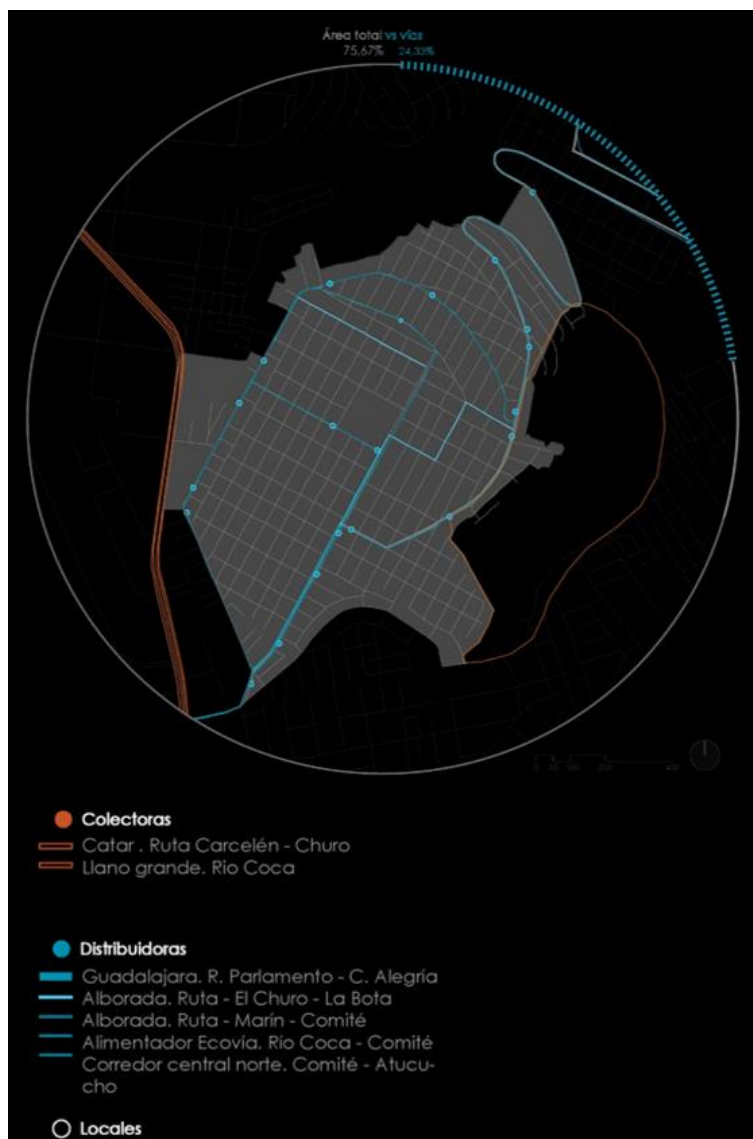 Área total vs vías
75,67% 24,33%
Colectoras
Catar . Ruta Carcelén - Churo
Llano grande. Rio Coca
Distribuidoras
Guadalajara. R. Parlamento - C. Alegría
Alborada. Ruta - El Churo - La Bota
Alborada. Ruta - Marín - Comité
Alimentador Ecovía. Río Coca - Comité
Corredor central norte. Comité - Atucu-
cho
Locales